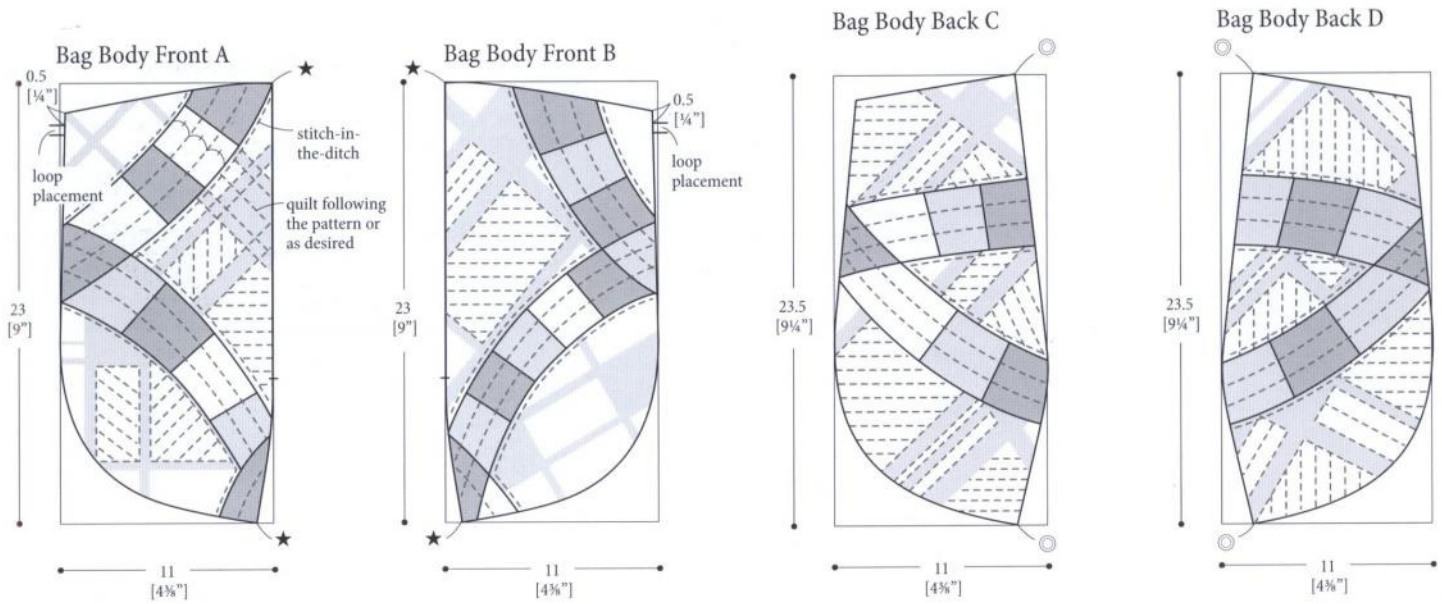 Bag Body Front A
0.5
[¼”]
loop
placement
stitch-in-
the-ditch
quilt following
the pattern or
as desired
23
[9”]
11
[4⅜”]
Bag Body Front B
0.5
[¼”]
loop
placement
23
[9”]
11
[4⅜”]
Bag Body Back C
23.5
[9¼”]
11
[4⅜”]
Bag Body Back D
23.5
[9¼”]
11
[4⅜”]